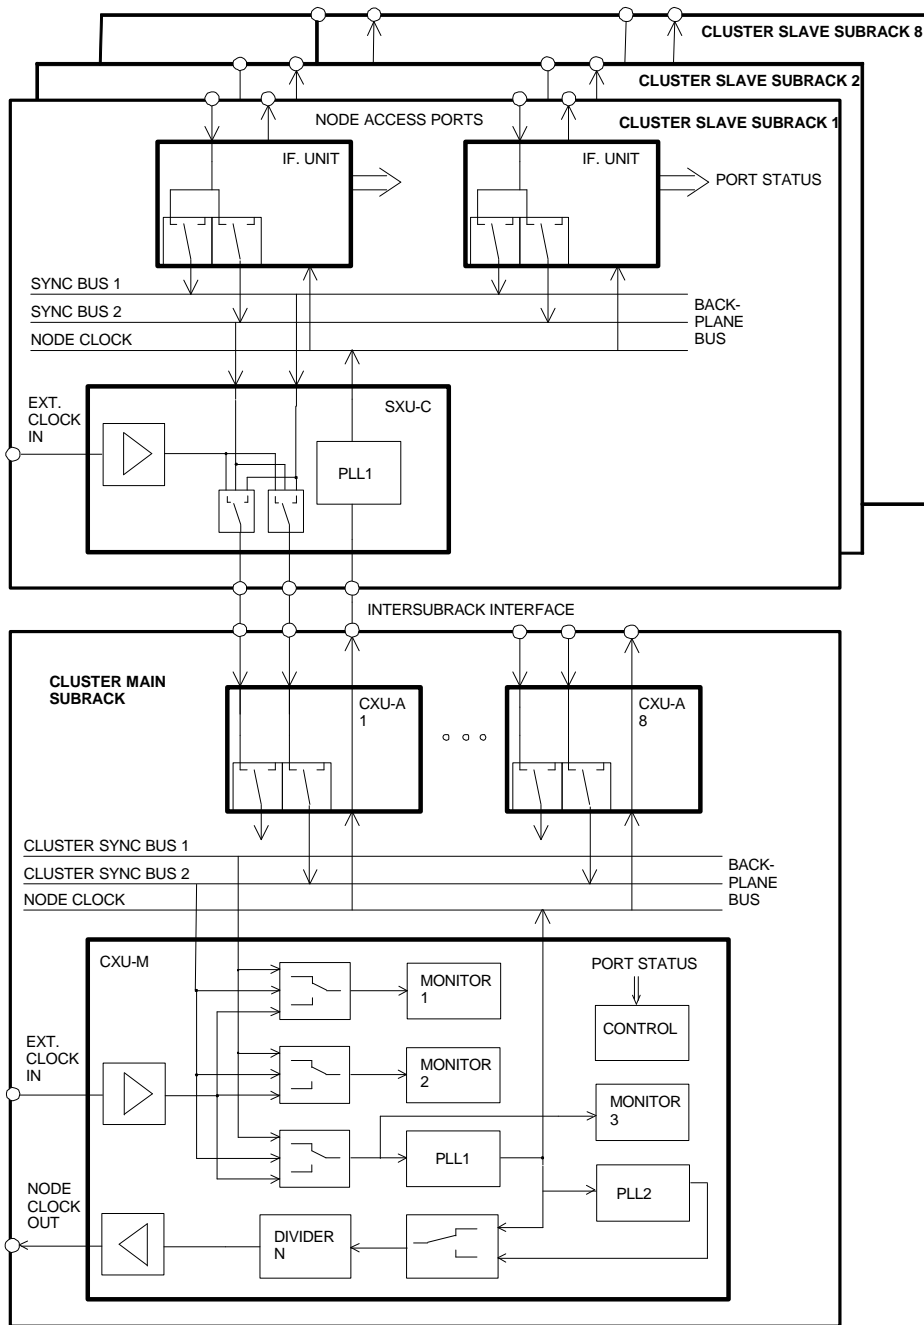 CLUSTER SLAVE SUBRACK 8
CLUSTER SLAVE SUBRACK 2
NODE ACCESS PORTS
CLUSTER SLAVE SUBRACK 1
IF. UNIT
IF. UNIT
PORT STATUS
SYNC BUS 1
SYNC BUS 2
NODE CLOCK
BACK-
PLANE
BUS
EXT.
CLOCK
IN
SXU-C
PLL1
INTERSUBRACK INTERFACE
CLUSTER MAIN
SUBRACK
CXU-A
1
CXU-A
8
CLUSTER SYNC BUS 1
CLUSTER SYNC BUS 2
NODE CLOCK
BACK-
PLANE
BUS
CXU-M
PORT STATUS
MONITOR
1
CONTROL
EXT.
CLOCK
IN
MONITOR
2
MONITOR
3
PLL1
PLL2
NODE
CLOCK
OUT
DIVIDER
N